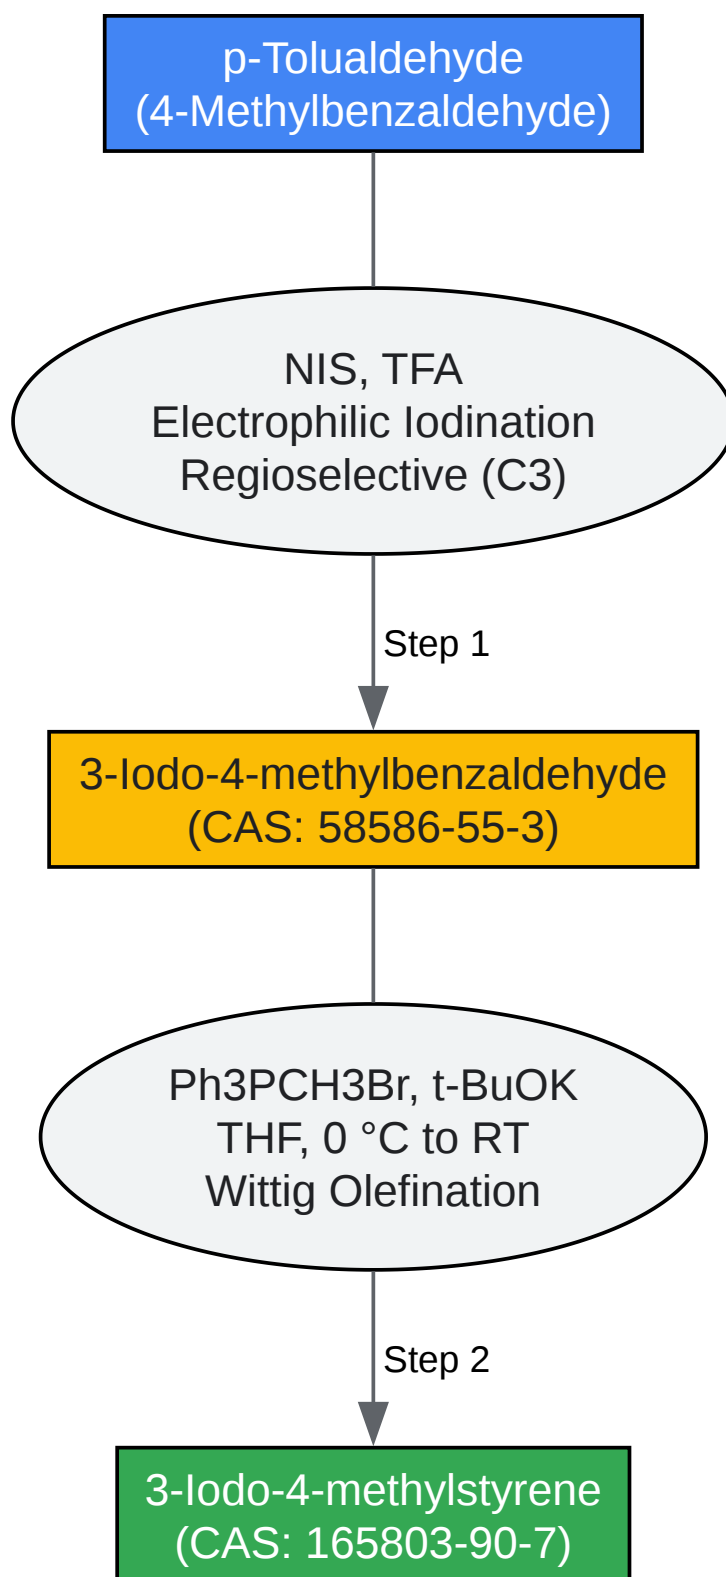 p-Tolualdehyde
(4-Methylbenzaldehyde)
NIS, TFA
Electrophilic Iodination
Regioselective (C3)
Step 1
3-Iodo-4-methylbenzaldehyde
(CAS: 58586-55-3)
Ph3PCH3Br, t-BuOK
THF, 0 °C to RT
Wittig Olefination
Step 2
3-Iodo-4-methylstyrene
(CAS: 165803-90-7)